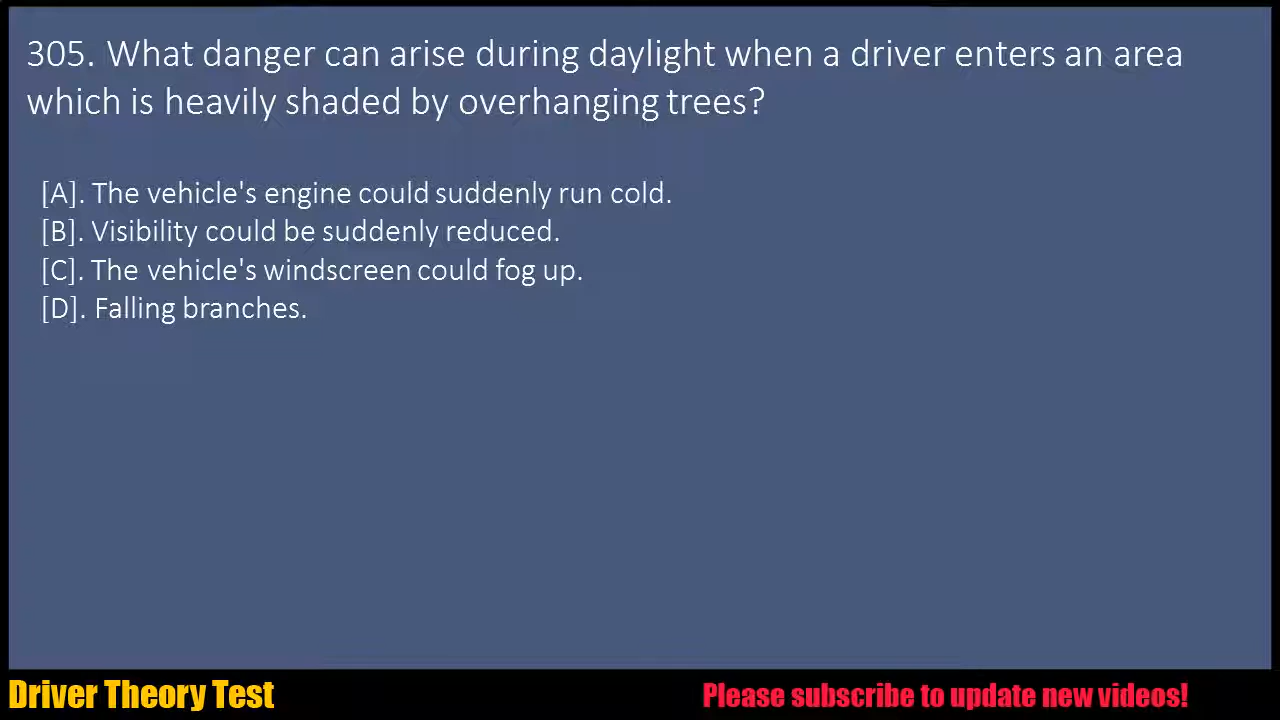 305. What danger can arise during daylight when a driver enters an area
which is heavily shaded by overhanging trees?
[A]. The vehicle's engine could suddenly run cold.
[B]. Visibility could be suddenly reduced.
[C]. The vehicle's windscreen could fog up.
[D]. Falling branches.
Driver Theory Test
Please subscribe to update new videos!